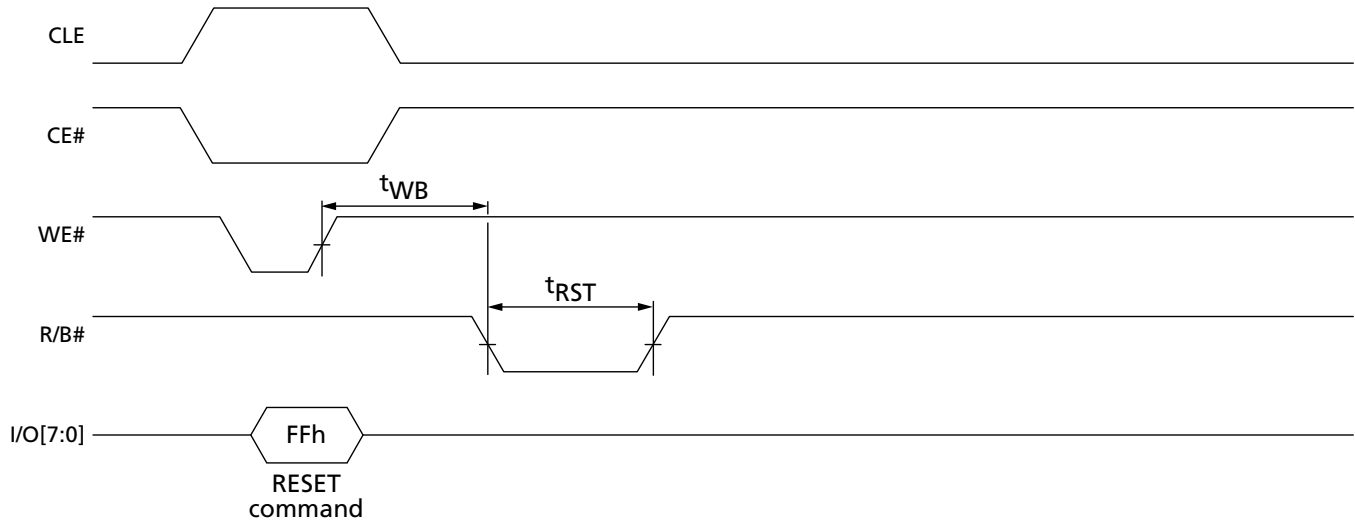 CLE
CE#
tWB
WE#
tRST
R/B#
I/O[7:0]
FFh
RESET
command